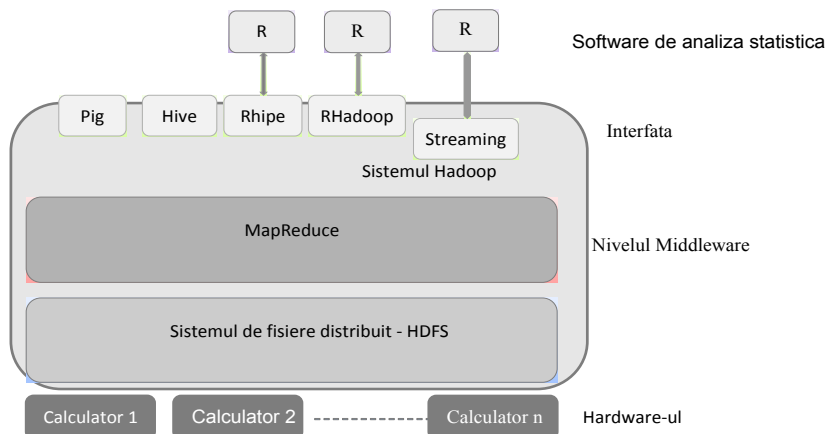 R
R
R
Software de analiza statistica
Pig
Hive
Rhipe
RHadoop
Streaming
Interfata
Sistemul Hadoop
MapReduce
Nivelul Middleware
Sistemul de fisiere distribuit - HDFS
Calculator 1
Calculator 2
Calculator n
Hardware-ul